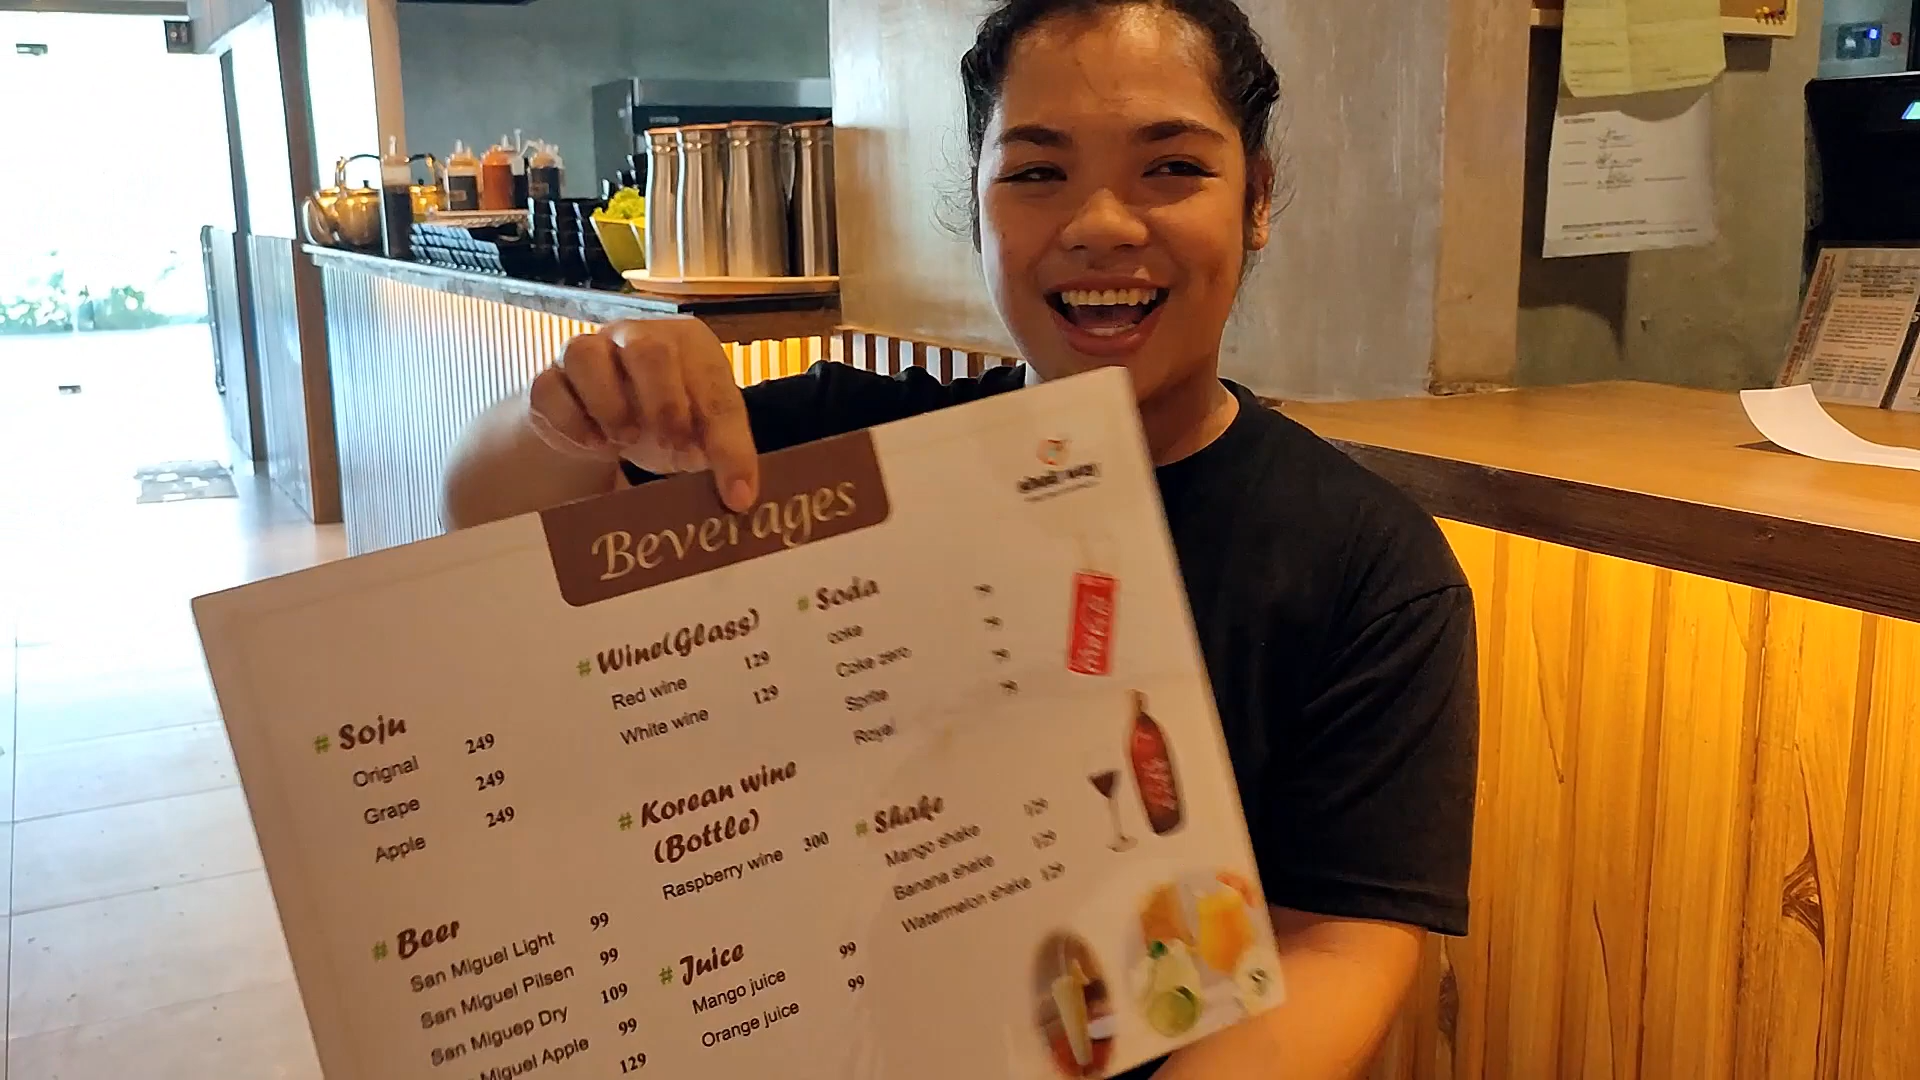 Beverages
# Soju
Orignal 249
Grape 249
Apple 249
# Beer
San Miguel Light 99
San Miguel Pilsen 99
San Miguep Dry 109
Miguel Apple 99
129
# Wine(Glass)
Red wine 129
White wine 129
# Korean wine
(Bottle)
Raspberry wine 300
# Juice
Mango juice 99
Orange juice 99
# Soda
coke
Coke zero
Sprite
Royal
# Shake
Mango shake 129
Banana shake 129
Watermelon shake 129